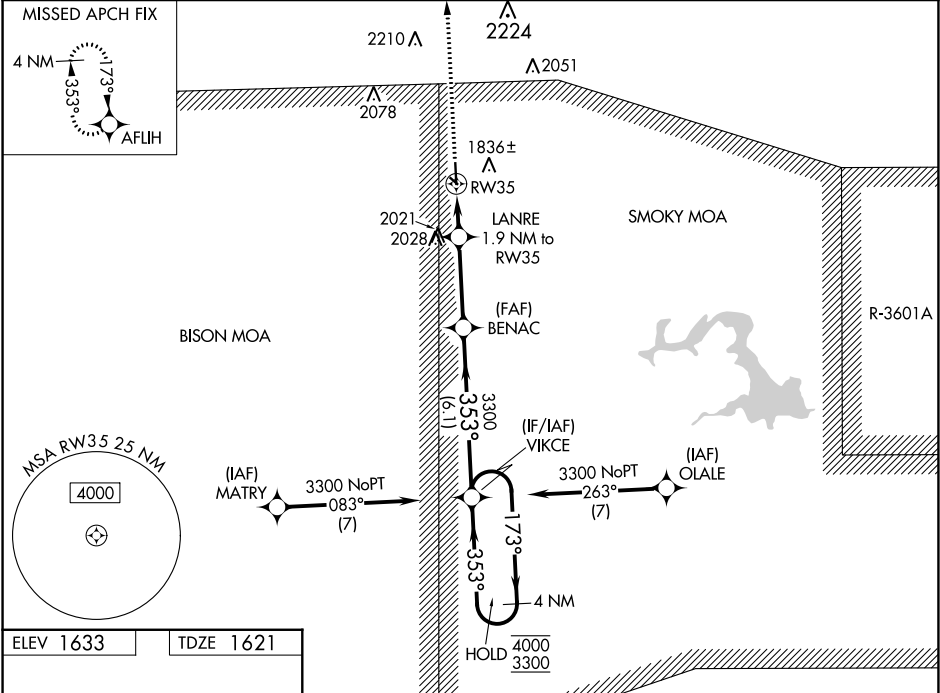 MISSED APCH FIX
4 NM
353°
173°
AFLIH
2210
2224
2051
2078
1836±
RW35
2021
2028
LANRE
1.9 NM to
RW35
SMOKY MOA
BISON MOA
R-3601A
(FAF)
BENAC
3300
353°
(6.1)
(IF/IAF)
VIKCE
MSA RW35 25 NM
4000
(IAF)
MATRY
3300 NoPT
083°
(7)
3300 NoPT
263°
(7)
(IAF)
OLALE
353°
173°
4 NM
HOLD
4000
3300
ELEV 1633
TDZE 1621